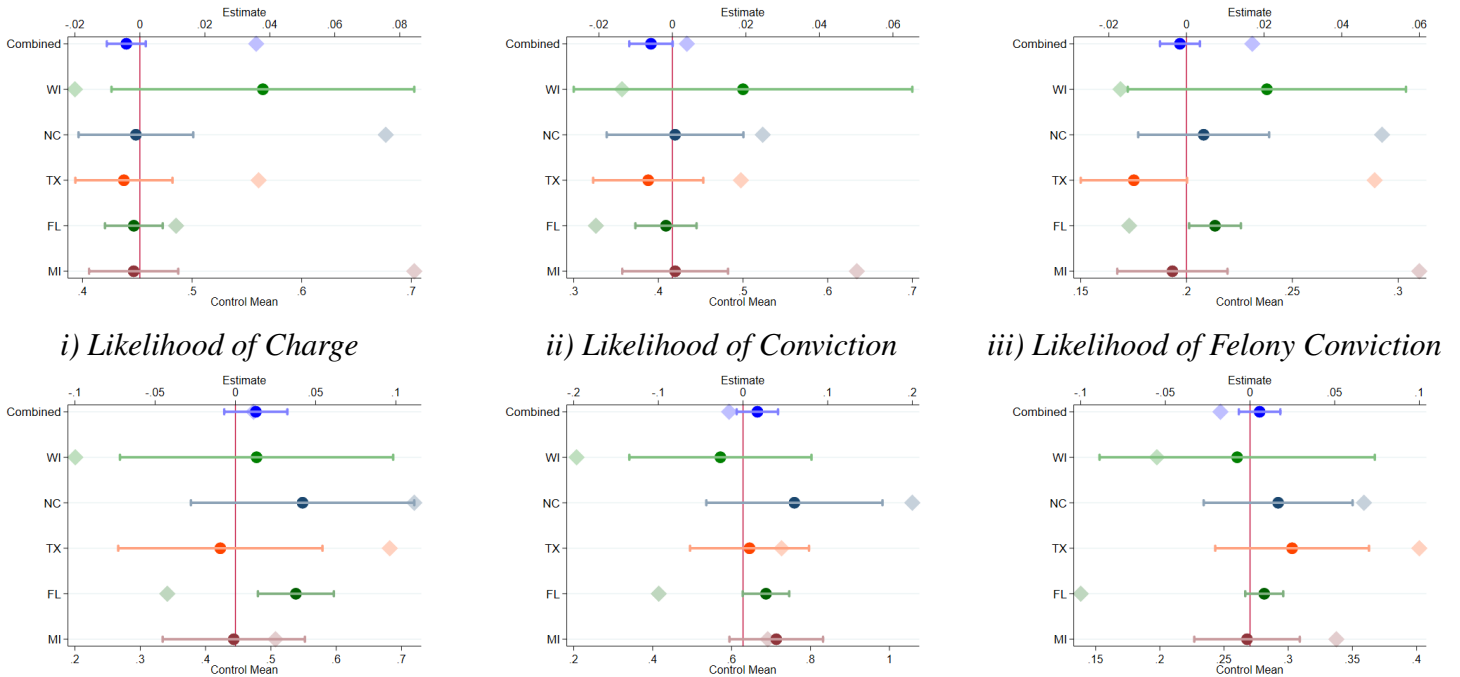 Estimate Estimate Estimate
-.02 0 .02 .04 .06 .08 -.02 0 .02 .04 .06 -.02 0 .02 .04 .06
Combined Combined Combined
WI WI WI
NC NC NC
TX TX TX
FL FL FL
MI MI MI
.4 .5 .6 .7 .3 .4 .5 .6 .7 .15 .2 .25 .3
Control Mean Control Mean Control Mean
i) Likelihood of Charge ii) Likelihood of Conviction iii) Likelihood of Felony Conviction
Estimate Estimate Estimate
-.1 -.05 0 .05 .1 -.2 -.1 0 .1 .2 -.1 -.05 0 .05 .1
Combined Combined Combined
WI WI WI
NC NC NC
TX TX TX
FL FL FL
MI MI MI
.2 .3 .4 .5 .6 .7 .2 .4 .6 .8 1 .15 .2 .25 .3 .35 .4
Control Mean Control Mean Control Mean